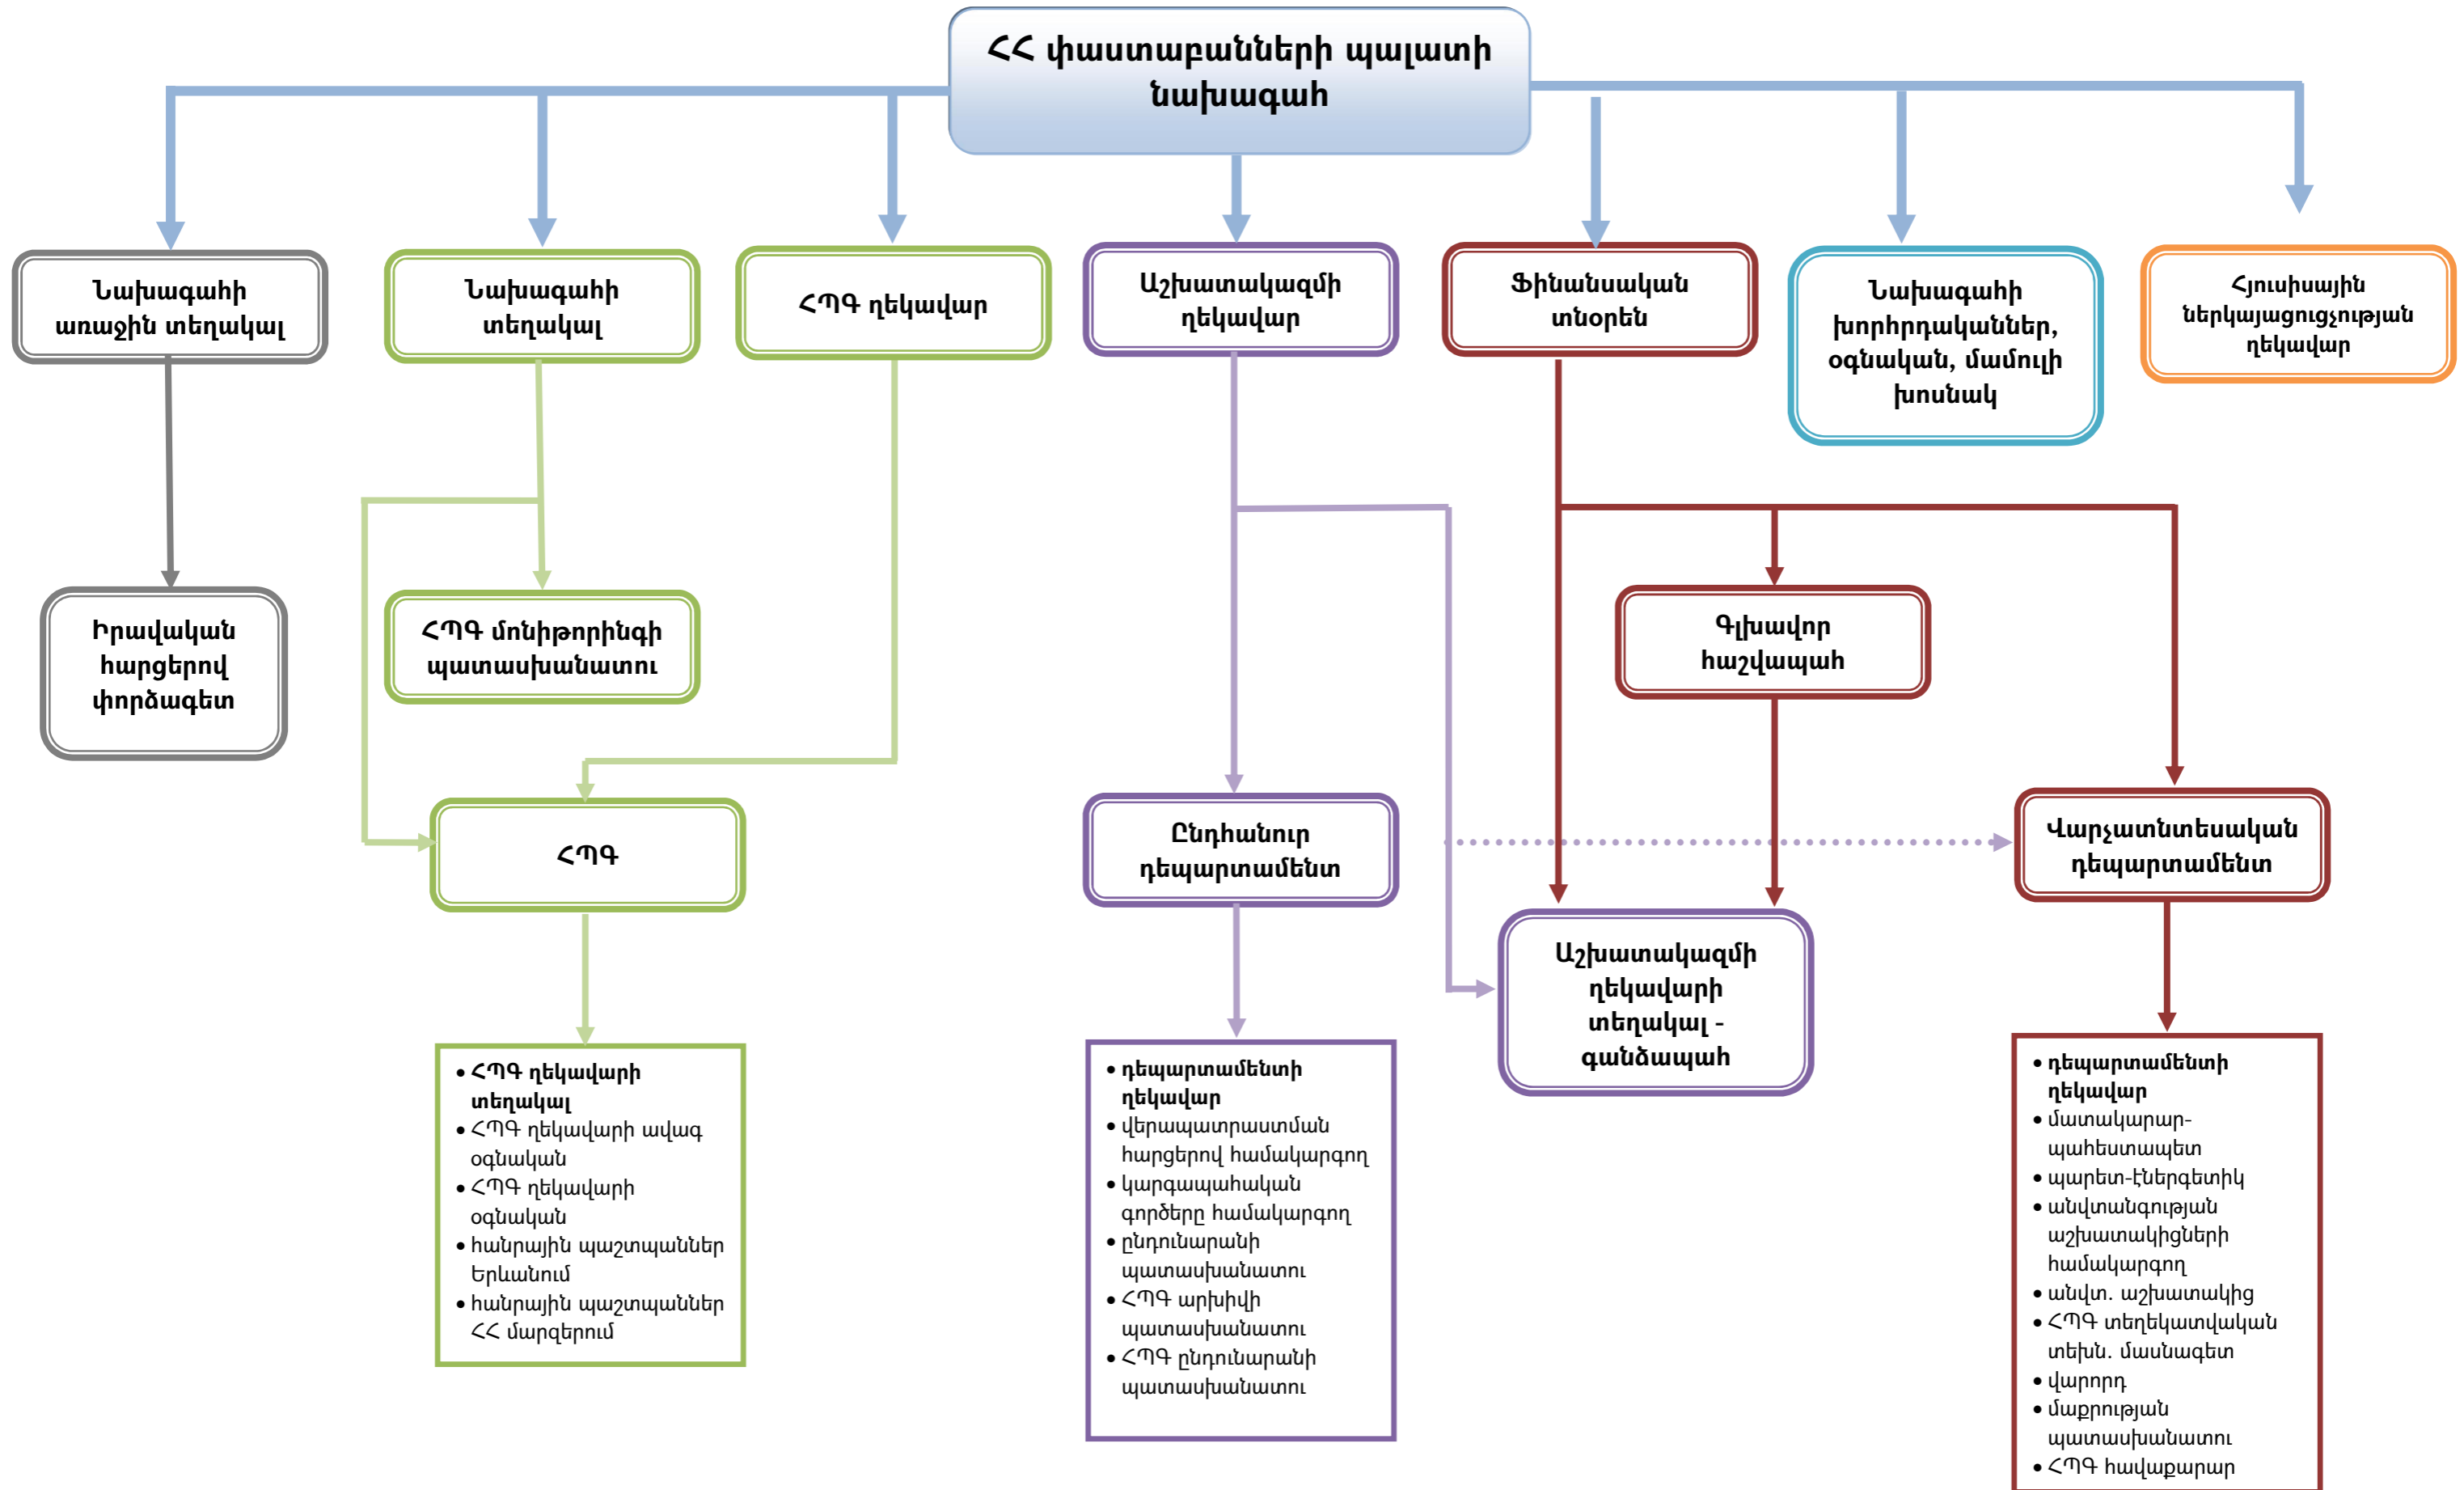 ՀՀ փաստաբանների պալատի
նախագահ
Նախագահի
առաջին տեղակալ
Նախագահի
տեղակալ
ՀՊԳ ղեկավար
Աշխատակազմի
ղեկավար
Ֆինանսական
տնօրեն
Նախագահի
խորհրդականներ,
օգնական, մամուլի
խոսնակ
Հյուսիսային
ներկայացուցչության
ղեկավար
Իրավական
հարցերով
փորձագետ
ՀՊԳ մոնիթորինգի
պատասխանատու
Գլխավոր
հաշվապահ
ՀՊԳ
Ընդհանուր
դեպարտամենտ
Վարչատնտեսական
դեպարտամենտ
Աշխատակազմի
ղեկավարի
տեղակալ -
գանձապահ
• ՀՊԳ ղեկավարի
տեղակալ
• ՀՊԳ ղեկավարի ավագ
օգնական
• ՀՊԳ ղեկավարի
օգնական
• հանրային պաշտպաններ
Երևանում
• հանրային պաշտպաններ
ՀՀ մարզերում
• դեպարտամենտի
ղեկավար
• վերապատրաստման
հարցերով համակարգող
• կարգապահական
գործերը համակարգող
• ընդունարանի
պատասխանատու
• ՀՊԳ արխիվի
պատասխանատու
• ՀՊԳ ընդունարանի
պատասխանատու
• դեպարտամենտի
ղեկավար
• մատակարար-
պահեստապետ
• պարետ-էներգետիկ
• անվտանգության
աշխատակիցների
համակարգող
• անվտ. աշխատակից
• ՀՊԳ տեղեկատվական
տեխն. մասնագետ
• վարորդ
• մաքրության
պատասխանատու
• ՀՊԳ հավաքարար